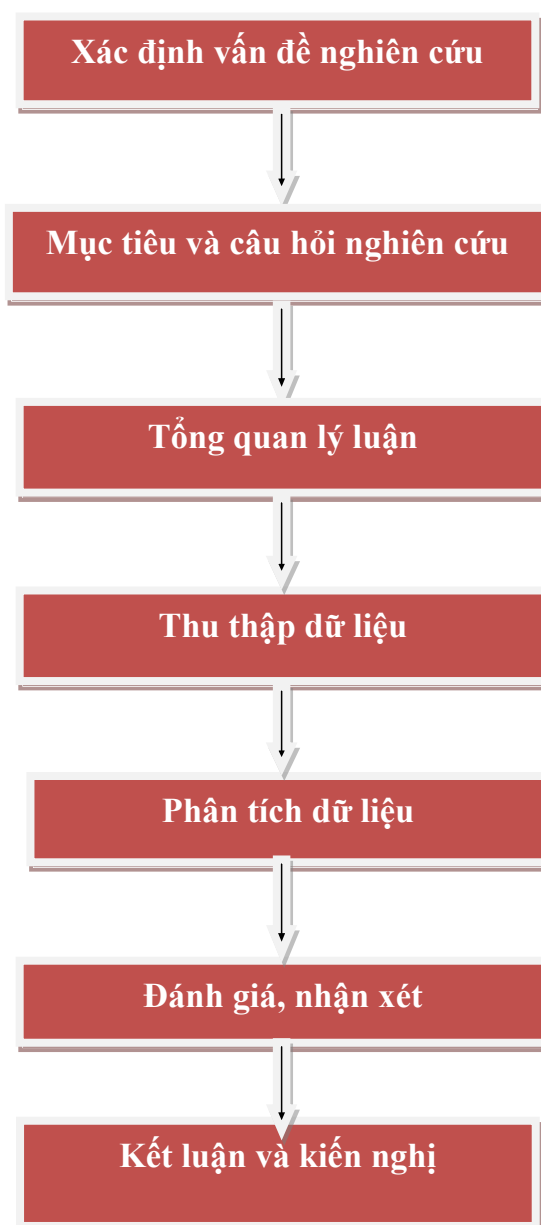 Xác định vấn đề nghiên cứu
Mục tiêu và câu hỏi nghiên cứu
Tổng quan lý luận
Thu thập dữ liệu
Phân tích dữ liệu
Đánh giá, nhận xét
Kết luận và kiến nghị